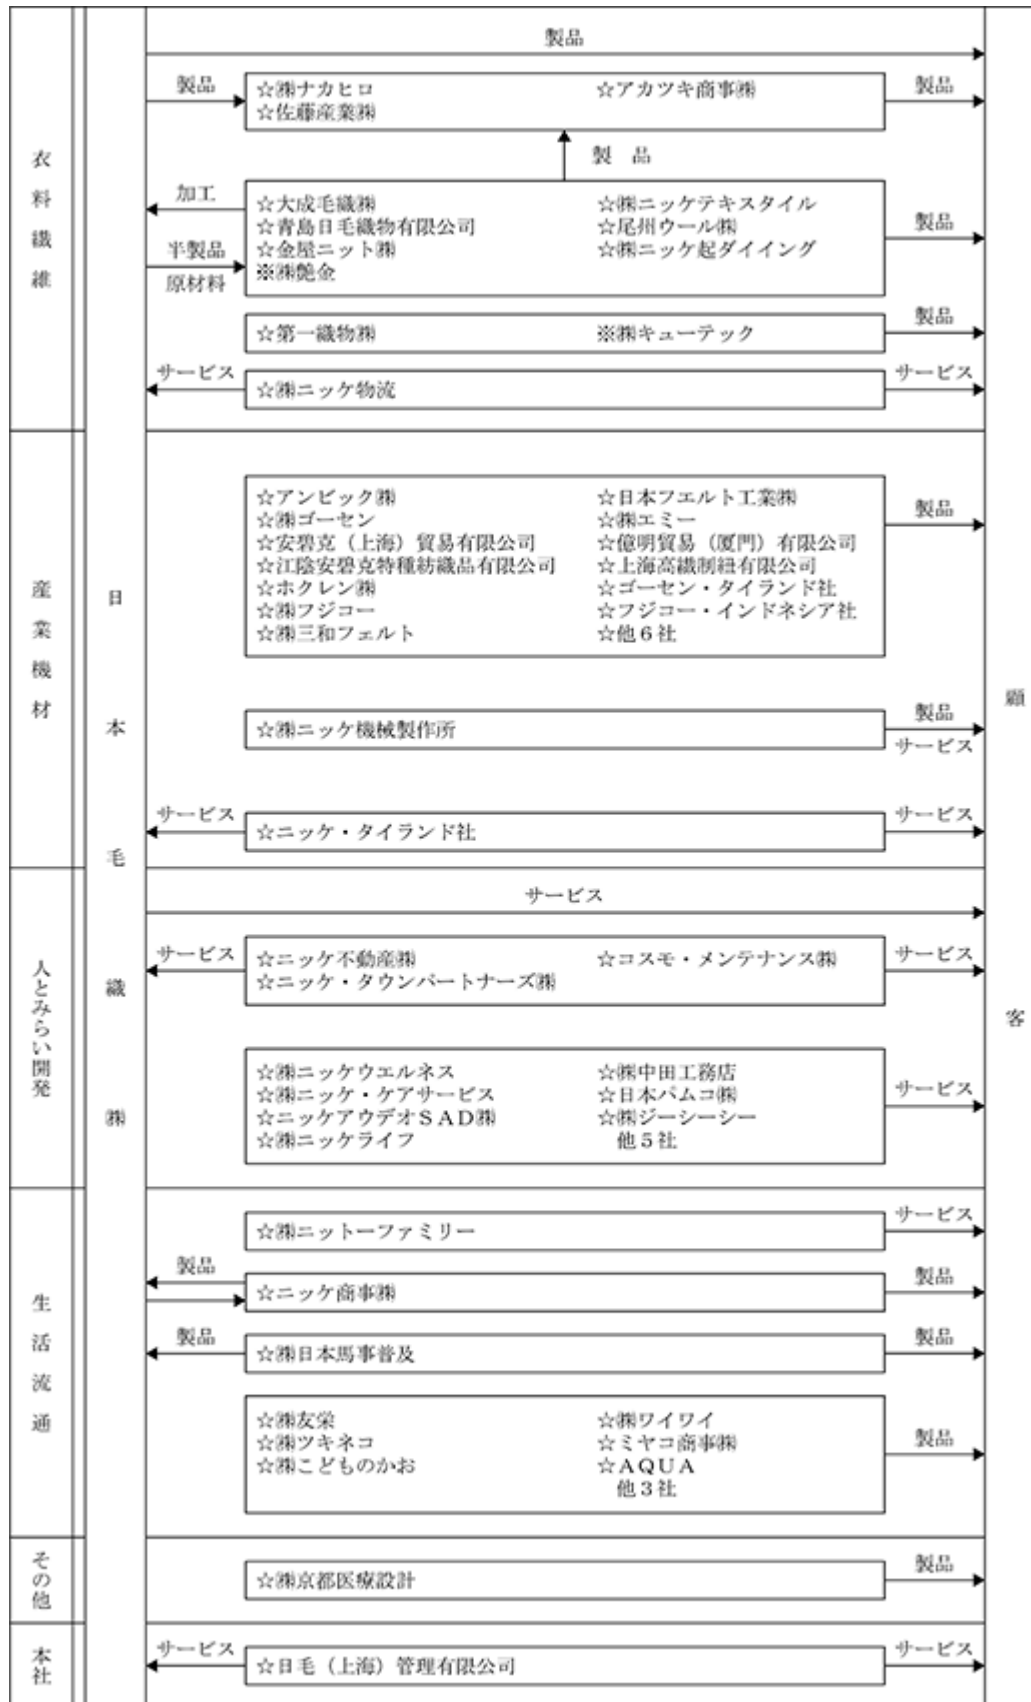 製品
製品
☆㈱ナカヒロ ☆アカツキ商事㈱
☆佐藤産業㈱
製品
製品
衣料繊維
加工
半製品
原材料
☆大成毛織㈱ ☆㈱ニッケテキスタイル
☆青島日毛織物有限公司 ☆尾州ウール㈱
☆金屋ニット㈱ ☆㈱ニッケ起ダイイング
※㈱艶金
製品
☆第一織物㈱ ※㈱キューテック
製品
サービス
☆㈱ニッケ物流
サービス
産業機材
☆アンビック㈱ ☆日本フエルト工業㈱
☆㈱ゴーセン ☆㈱エミー
☆安碧克（上海）貿易有限公司 ☆億明貿易（厦門）有限公司
☆江陰安碧克特種紡織品有限公司 ☆上海高織制紐有限公司
☆ホクレン㈱ ☆ゴーセン・タイランド社
☆㈱フジコー ☆フジコー・インドネシア社
☆㈱三和フェルト ☆他６社
製品
☆㈱ニッケ機械製作所
製品
サービス
サービス
☆ニッケ・タイランド社
サービス
日本毛織㈱
顧客
人とみらい開発
サービス
サービス
☆ニッケ不動産㈱ ☆コスモ・メンテナンス㈱
☆ニッケ・タウンパートナーズ㈱
サービス
☆㈱ニッケウエルネス ☆㈱中田工務店
☆㈱ニッケ・ケアサービス ☆日本パムコ㈱
☆ニッケアウデオＳＡＤ㈱ ☆㈱ジーシーシー
☆㈱ニッケライフ 他５社
サービス
生活流通
☆㈱ニットーファミリー
サービス
製品
☆ニッケ商事㈱
製品
製品
☆㈱日本馬事普及
製品
☆㈱友栄 ☆㈱ワイワイ
☆㈱ツキネコ ☆ミヤコ商事㈱
☆㈱こどものかお ☆ＡＱＵＡ
他３社
製品
その他
☆㈱京都医療設計
製品
本社
サービス
☆日毛（上海）管理有限公司
サービス